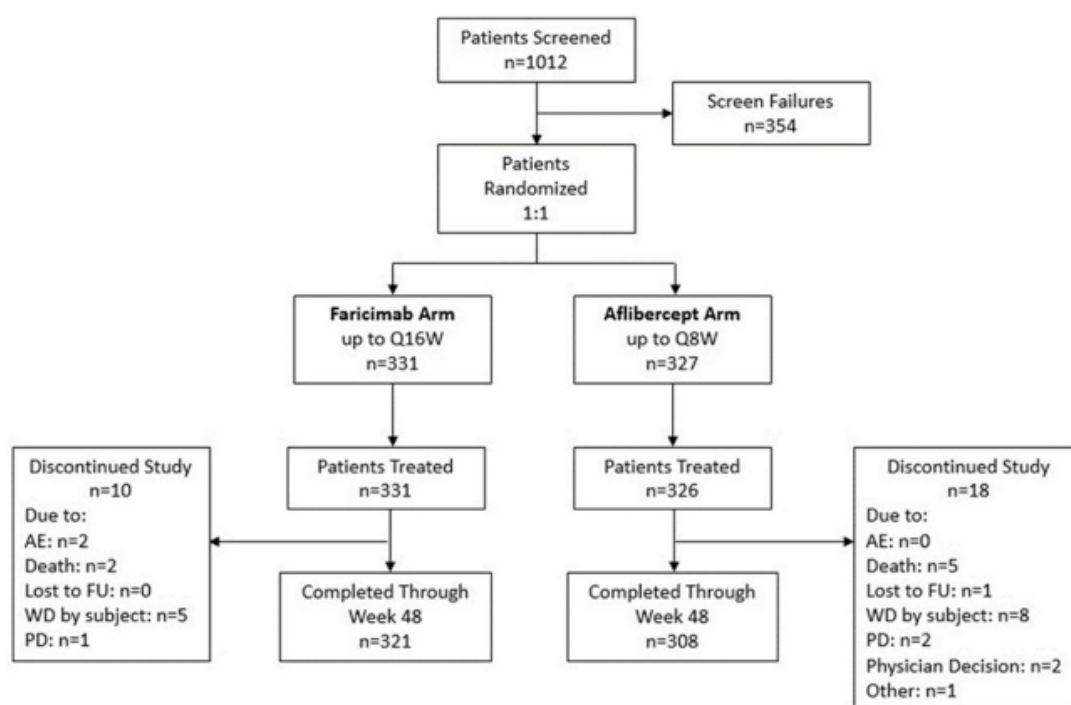 Patients Screened
n=1012
Screen Failures
n=354
Patients
Randomized
1:1
Faricimab Arm
up to Q16W
n=331
Aflibercept Arm
up to Q8W
n=327
Discontinued Study
n=10
Due to:
AE: n=2
Death: n=2
Lost to FU: n=0
WD by subject: n=5
PD: n=1
Patients Treated
n=331
Patients Treated
n=326
Discontinued Study
n=18
Due to:
AE: n=0
Death: n=5
Lost to FU: n=1
WD by subject: n=8
PD: n=2
Physician Decision: n=2
Other: n=1
Completed Through
Week 48
n=321
Completed Through
Week 48
n=308